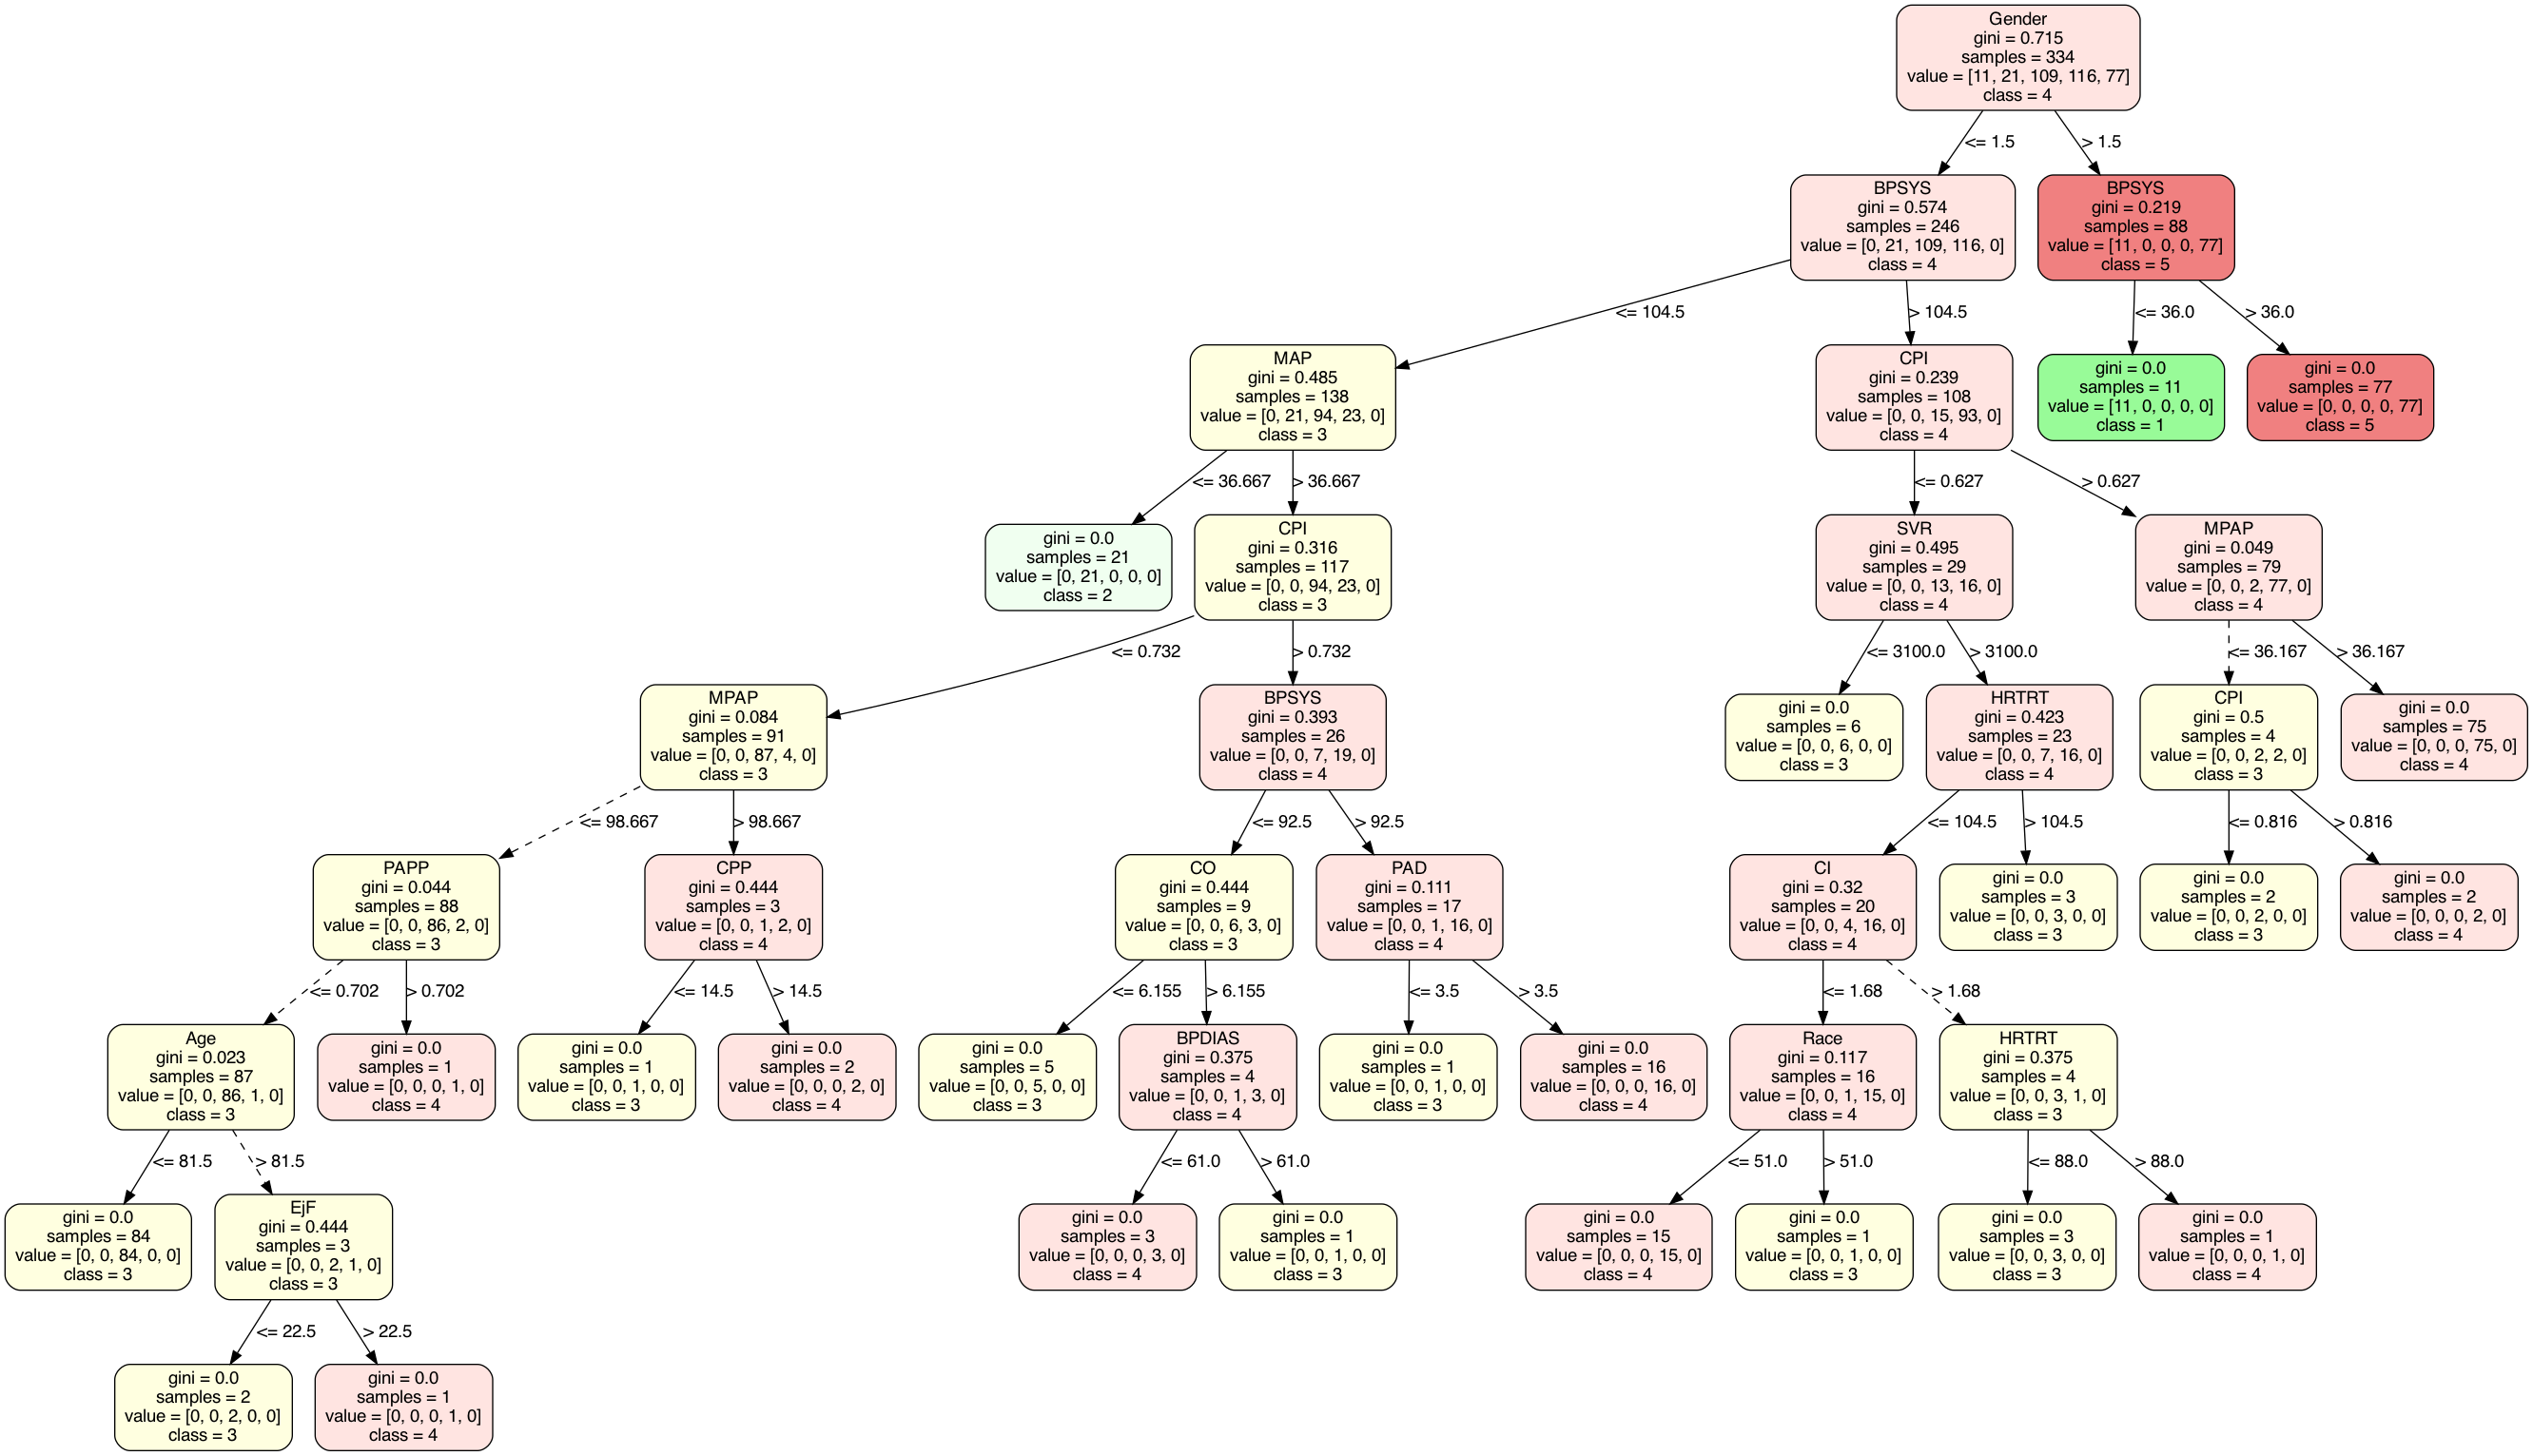 Gender
gini = 0.715
samples = 334
value = [11, 21, 109, 116, 77]
class = 4
<= 1.5
> 1.5
BPSYS
gini = 0.574
samples = 246
value = [0, 21, 109, 116, 0]
class = 4
BPSYS
gini = 0.219
samples = 88
value = [11, 0, 0, 0, 77]
class = 5
<= 104.5
> 104.5
<= 36.0
> 36.0
MAP
gini = 0.485
samples = 138
value = [0, 21, 94, 23, 0]
class = 3
CPI
gini = 0.239
samples = 108
value = [0, 0, 15, 93, 0]
class = 4
gini = 0.0
samples = 11
value = [11, 0, 0, 0, 0]
class = 1
gini = 0.0
samples = 77
value = [0, 0, 0, 0, 77]
class = 5
<= 36.667
> 36.667
<= 0.627
> 0.627
gini = 0.0
samples = 21
value = [0, 21, 0, 0, 0]
class = 2
CPI
gini = 0.316
samples = 117
value = [0, 0, 94, 23, 0]
class = 3
SVR
gini = 0.495
samples = 29
value = [0, 0, 13, 16, 0]
class = 4
MPAP
gini = 0.049
samples = 79
value = [0, 0, 2, 77, 0]
class = 4
<= 0.732
> 0.732
<= 3100.0
> 3100.0
<= 36.167
> 36.167
MPAP
gini = 0.084
samples = 91
value = [0, 0, 87, 4, 0]
class = 3
BPSYS
gini = 0.393
samples = 26
value = [0, 0, 7, 19, 0]
class = 4
gini = 0.0
samples = 6
value = [0, 0, 6, 0, 0]
class = 3
HRTRT
gini = 0.423
samples = 23
value = [0, 0, 7, 16, 0]
class = 4
CPI
gini = 0.5
samples = 4
value = [0, 0, 2, 2, 0]
class = 3
gini = 0.0
samples = 75
value = [0, 0, 0, 75, 0]
class = 4
<= 98.667
> 98.667
<= 92.5
> 92.5
<= 104.5
> 104.5
<= 0.816
> 0.816
PAPP
gini = 0.044
samples = 88
value = [0, 0, 86, 2, 0]
class = 3
CPP
gini = 0.444
samples = 3
value = [0, 0, 1, 2, 0]
class = 4
CO
gini = 0.444
samples = 9
value = [0, 0, 6, 3, 0]
class = 3
PAD
gini = 0.111
samples = 17
value = [0, 0, 1, 16, 0]
class = 4
CI
gini = 0.32
samples = 20
value = [0, 0, 4, 16, 0]
class = 4
gini = 0.0
samples = 3
value = [0, 0, 3, 0, 0]
class = 3
gini = 0.0
samples = 2
value = [0, 0, 2, 0, 0]
class = 3
gini = 0.0
samples = 2
value = [0, 0, 0, 2, 0]
class = 4
<= 0.702
> 0.702
<= 14.5
> 14.5
<= 6.155
> 6.155
<= 3.5
> 3.5
<= 1.68
> 1.68
Age
gini = 0.023
samples = 87
value = [0, 0, 86, 1, 0]
class = 3
gini = 0.0
samples = 1
value = [0, 0, 0, 1, 0]
class = 4
gini = 0.0
samples = 1
value = [0, 0, 1, 0, 0]
class = 3
gini = 0.0
samples = 2
value = [0, 0, 0, 2, 0]
class = 4
gini = 0.0
samples = 5
value = [0, 0, 5, 0, 0]
class = 3
BPDIAS
gini = 0.375
samples = 4
value = [0, 0, 1, 3, 0]
class = 4
gini = 0.0
samples = 1
value = [0, 0, 1, 0, 0]
class = 3
gini = 0.0
samples = 16
value = [0, 0, 0, 16, 0]
class = 4
Race
gini = 0.117
samples = 16
value = [0, 0, 1, 15, 0]
class = 4
HRTRT
gini = 0.375
samples = 4
value = [0, 0, 3, 1, 0]
class = 3
<= 81.5
> 81.5
<= 61.0
> 61.0
<= 51.0
> 51.0
<= 88.0
> 88.0
gini = 0.0
samples = 84
value = [0, 0, 84, 0, 0]
class = 3
EjF
gini = 0.444
samples = 3
value = [0, 0, 2, 1, 0]
class = 3
gini = 0.0
samples = 3
value = [0, 0, 0, 3, 0]
class = 4
gini = 0.0
samples = 1
value = [0, 0, 1, 0, 0]
class = 3
gini = 0.0
samples = 15
value = [0, 0, 0, 15, 0]
class = 4
gini = 0.0
samples = 1
value = [0, 0, 1, 0, 0]
class = 3
gini = 0.0
samples = 3
value = [0, 0, 3, 0, 0]
class = 3
gini = 0.0
samples = 1
value = [0, 0, 0, 1, 0]
class = 4
<= 22.5
> 22.5
gini = 0.0
samples = 2
value = [0, 0, 2, 0, 0]
class = 3
gini = 0.0
samples = 1
value = [0, 0, 0, 1, 0]
class = 4